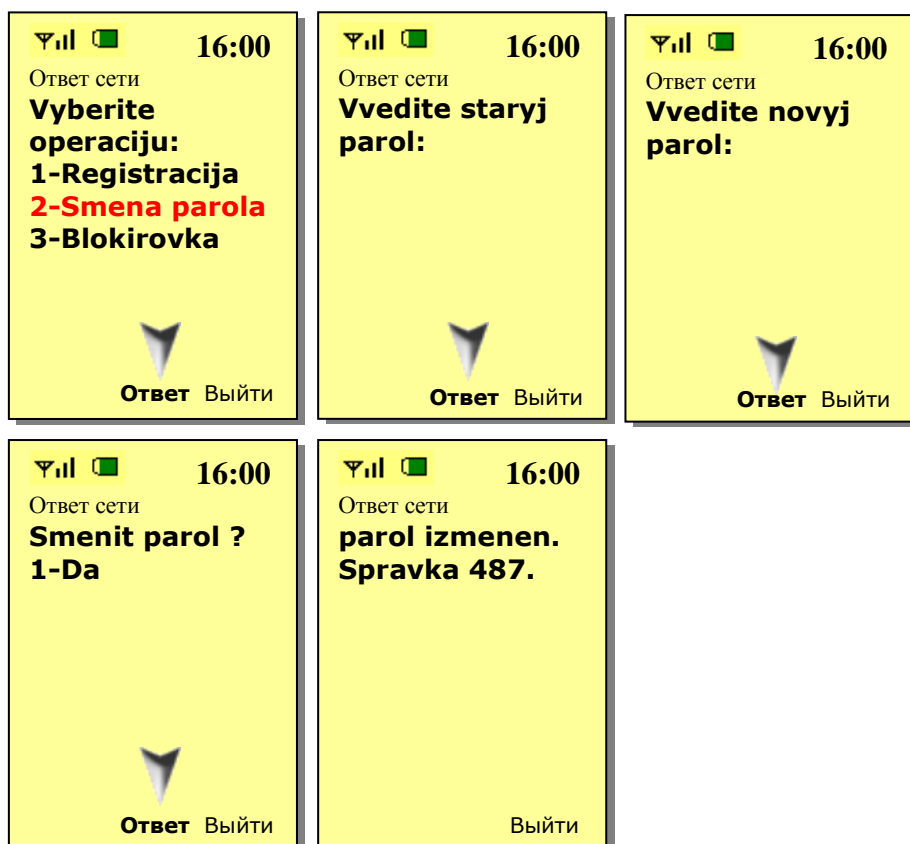 16:00
Ответ сети
Vyberite
operaciju:
1-Registracija
2-Smena parola
3-Blokirovka
Ответ Выйти
16:00
Ответ сети
Vvedite staryj
parol:
Ответ Выйти
16:00
Ответ сети
Vvedite novyj
parol:
Ответ Выйти
16:00
Ответ сети
Smenit parol ?
1-Da
Ответ Выйти
16:00
Ответ сети
parol izmenen.
Spravka 487.
Выйти